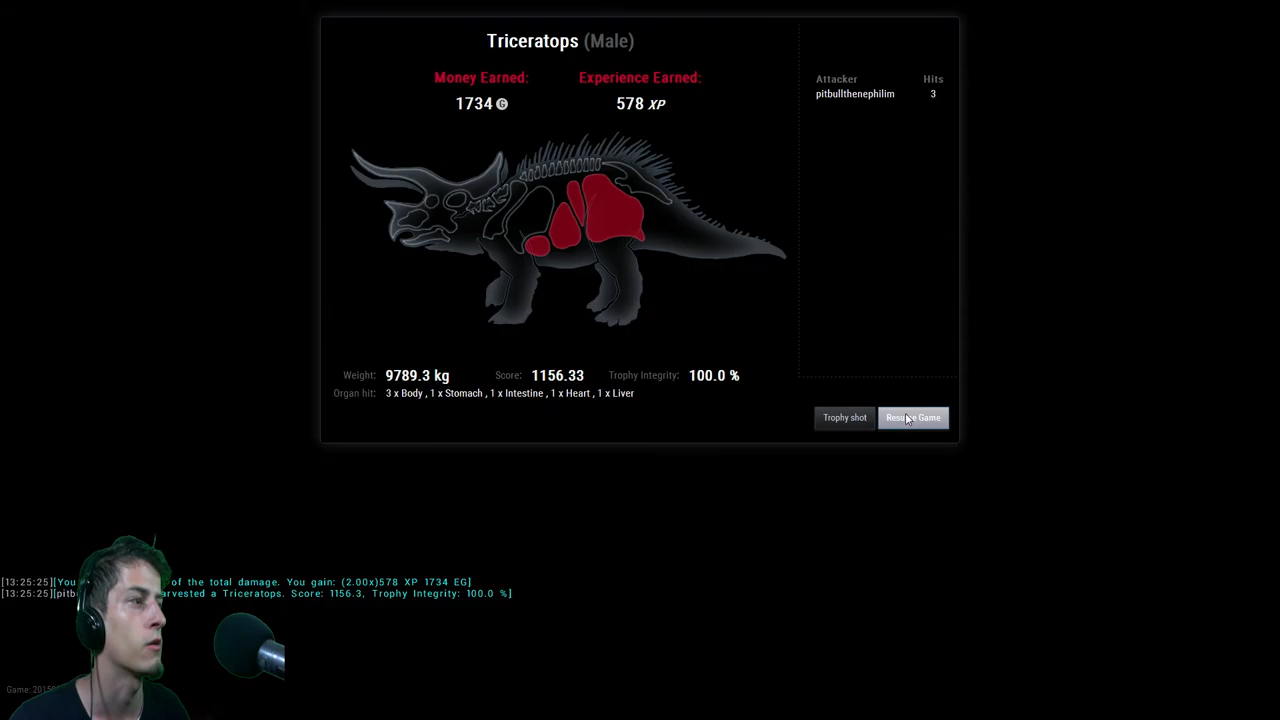 Triceratops (Male)
Money Earned: Experience Earned:
1734 G 578 XP
Attacker Hits
pitbullthenephilim 3
Weight: 9789.3 kg Score: 1156.33 Trophy Integrity: 100.0 %
Organ hit: 3 x Body , 1 x Stomach , 1 x Intestine , 1 x Heart , 1 x Liver
Trophy shot Game
[13:25:25][You of the total damage. You gain: (2.00x)578 XP 1734 EG]
[13:25:25][pitb arvested a Triceratops. Score: 1156.3, Trophy Integrity: 100.0 %]
Game: 2015